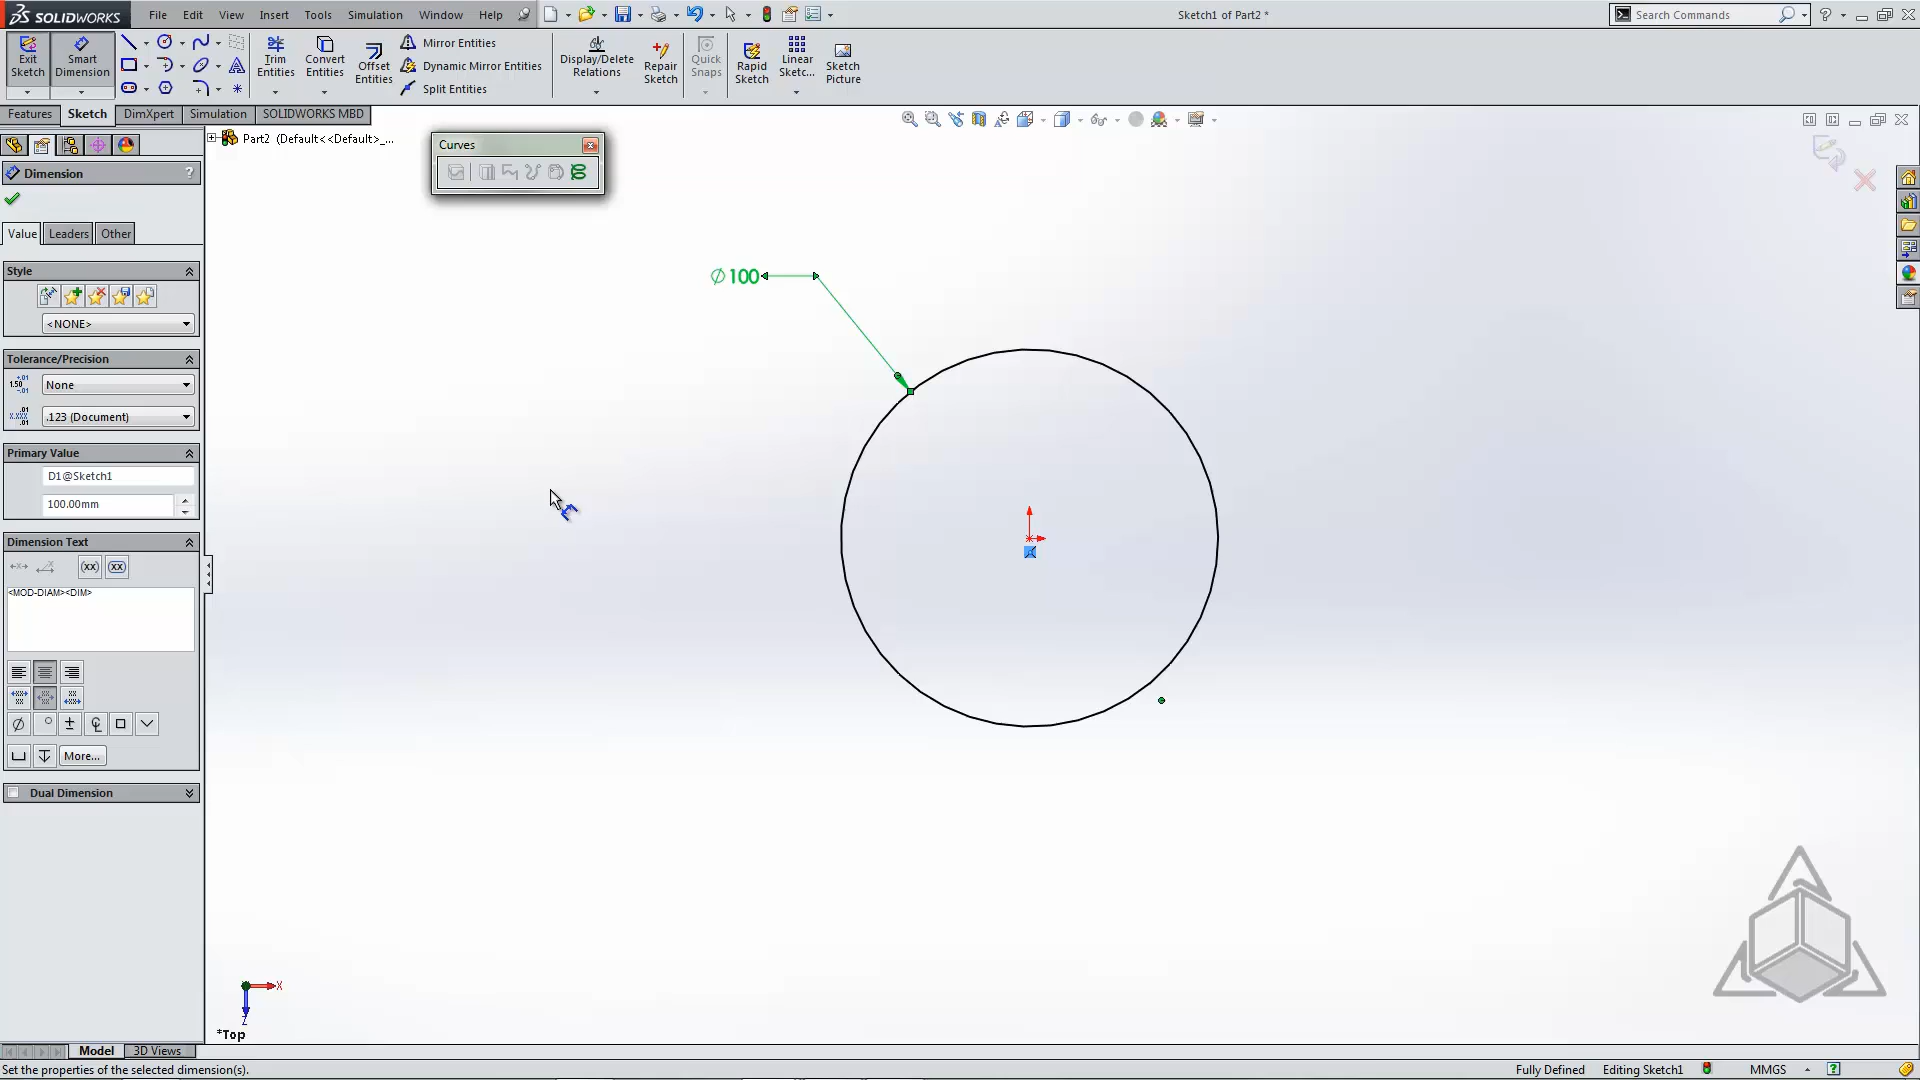 SOLIDWORKS
File Edit View Insert Tools Simulation Window Help
Sketch1 of Part2 *
Search Commands
Exit Sketch
Smart Dimension
Trim Entities
Convert Entities
Offset Entities
Mirror Entities
Dynamic Mirror Entities
Split Entities
Display/Delete Relations
Repair Sketch
Quick Snaps
Rapid Sketch
Linear Sketc...
Sketch Picture
Features Sketch DimXpert Simulation SOLIDWORKS MBD
Part2 (Default<<Default>_...
Curves
Dimension ?
Value Leaders Other
Style
<NONE>
Tolerance/Precision
None
.123 (Document)
Primary Value
D1@Sketch1
100.00mm
Dimension Text
(xx) (xx)
<MOD-DIAM><DIM>
More...
Dual Dimension
∅100
X
Z
*Top
Model 3D Views
Set the properties of the selected dimension(s).
Fully Defined Editing Sketch1 MMGS